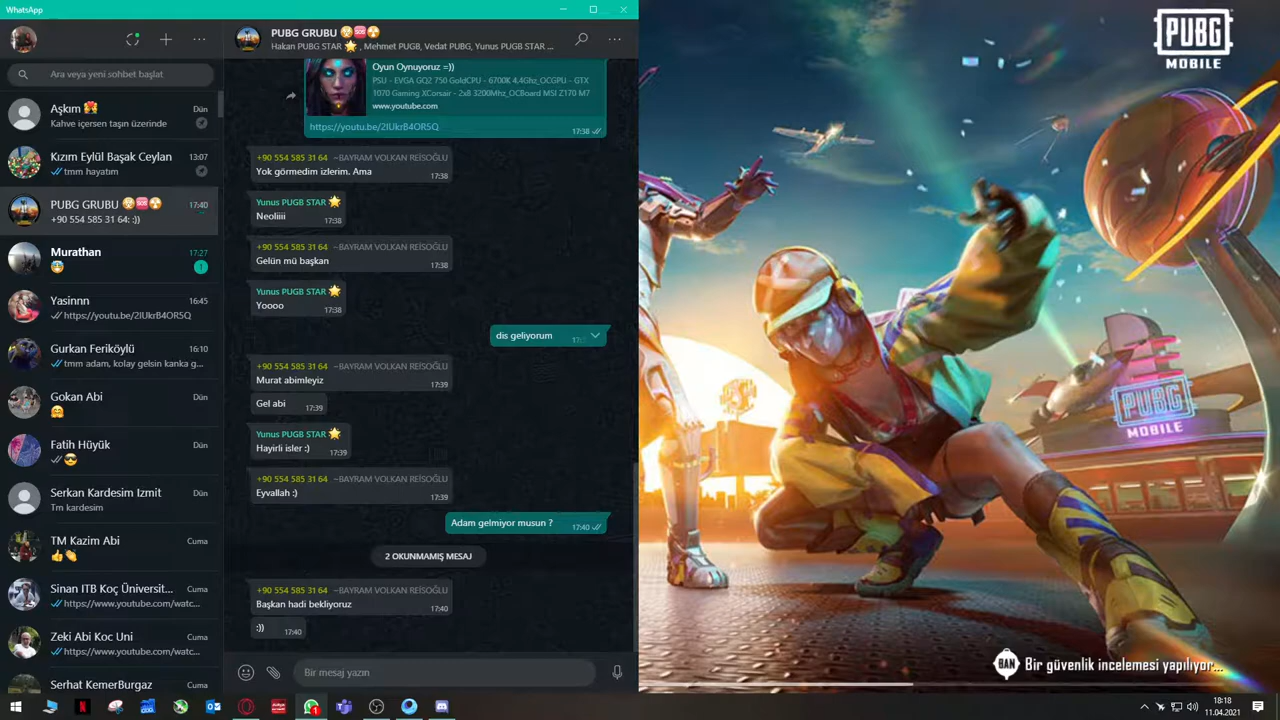 WhatsApp
Ara veya yeni sohbet başlat
Aşkım
Dün
Kahve içersen taşın üzerinde
Kızım Eylül Başak Ceylan
13:07
tmm hayatım
PUBG GRUBU
17:40
+90 554 585 31 64: :))
Murathan
17:27
1
Yasinnn
16:45
https://youtu.be/2IUkrB4OR5Q
Gurkan Feriköylü
16:10
tmm adam, kolay gelsin kanka g...
Gokan Abi
Dün
Fatih Hüyük
Dün
Serkan Kardesim Izmit
Dün
Tm kardesim
TM Kazim Abi
Cuma
Sinan ITB Koç Üniversit...
Cuma
https://www.youtube.com/watc...
Zeki Abi Koc Uni
Cuma
https://www.youtube.com/watc...
Serhat KemerBurgaz
Cuma
PUBG GRUBU
Hakan PUBG STAR , Mehmet PUGB, Vedat PUBG, Yunus PUGB STAR ...
Oyun Oynuyoruz =))
PSU - EVGA GQ2 750 GoldCPU - 6700K 4.4Ghz_OCGPU - GTX
1070 Gaming XCorsair - 2x8 3200Mhz_OCBoard MSI Z170 M7
www.youtube.com
https://youtu.be/2IUkrB4OR5Q
17:38
+90 554 585 31 64 ~BAYRAM VOLKAN REİSOĞLU
Yok görmedim izlerim. Ama
17:38
Yunus PUGB STAR
Neoliiii
17:38
+90 554 585 31 64 ~BAYRAM VOLKAN REİSOĞLU
Gelün mü başkan
17:38
Yunus PUGB STAR
Yoooo
17:38
dis geliyorum
+90 554 585 31 64 ~BAYRAM VOLKAN REİSOĞLU
Murat abimleyiz
17:39
Gel abi
17:39
Yunus PUGB STAR
Hayirli isler :)
17:39
+90 554 585 31 64 ~BAYRAM VOLKAN REİSOĞLU
Eyvallah :)
17:39
Adam gelmiyor musun ?
17:40
2 OKUNMAMIŞ MESAJ
+90 554 585 31 64 ~BAYRAM VOLKAN REİSOĞLU
Başkan hadi bekliyoruz
17:40
:))
17:40
Bir mesaj yazın
PUBG
MOBILE
PUBG
MOBILE
BAN
Bir güvenlik incelemesi yapılıyor...
18:18
11.04.2021